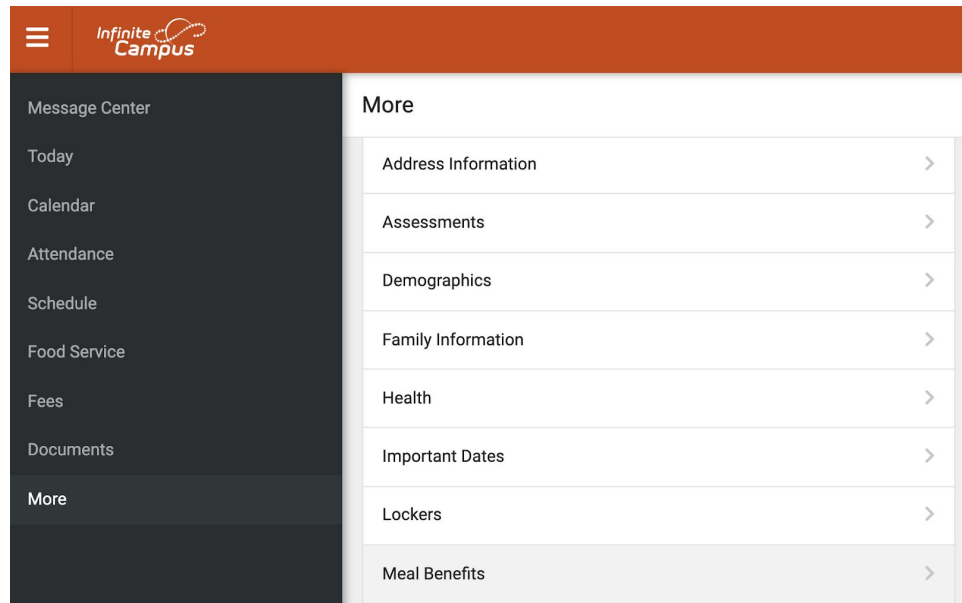 Infinite
Campus
Message Center
Today
Calendar
Attendance
Schedule
Food Service
Fees
Documents
More
More
Address Information
Assessments
Demographics
Family Information
Health
Important Dates
Lockers
Meal Benefits